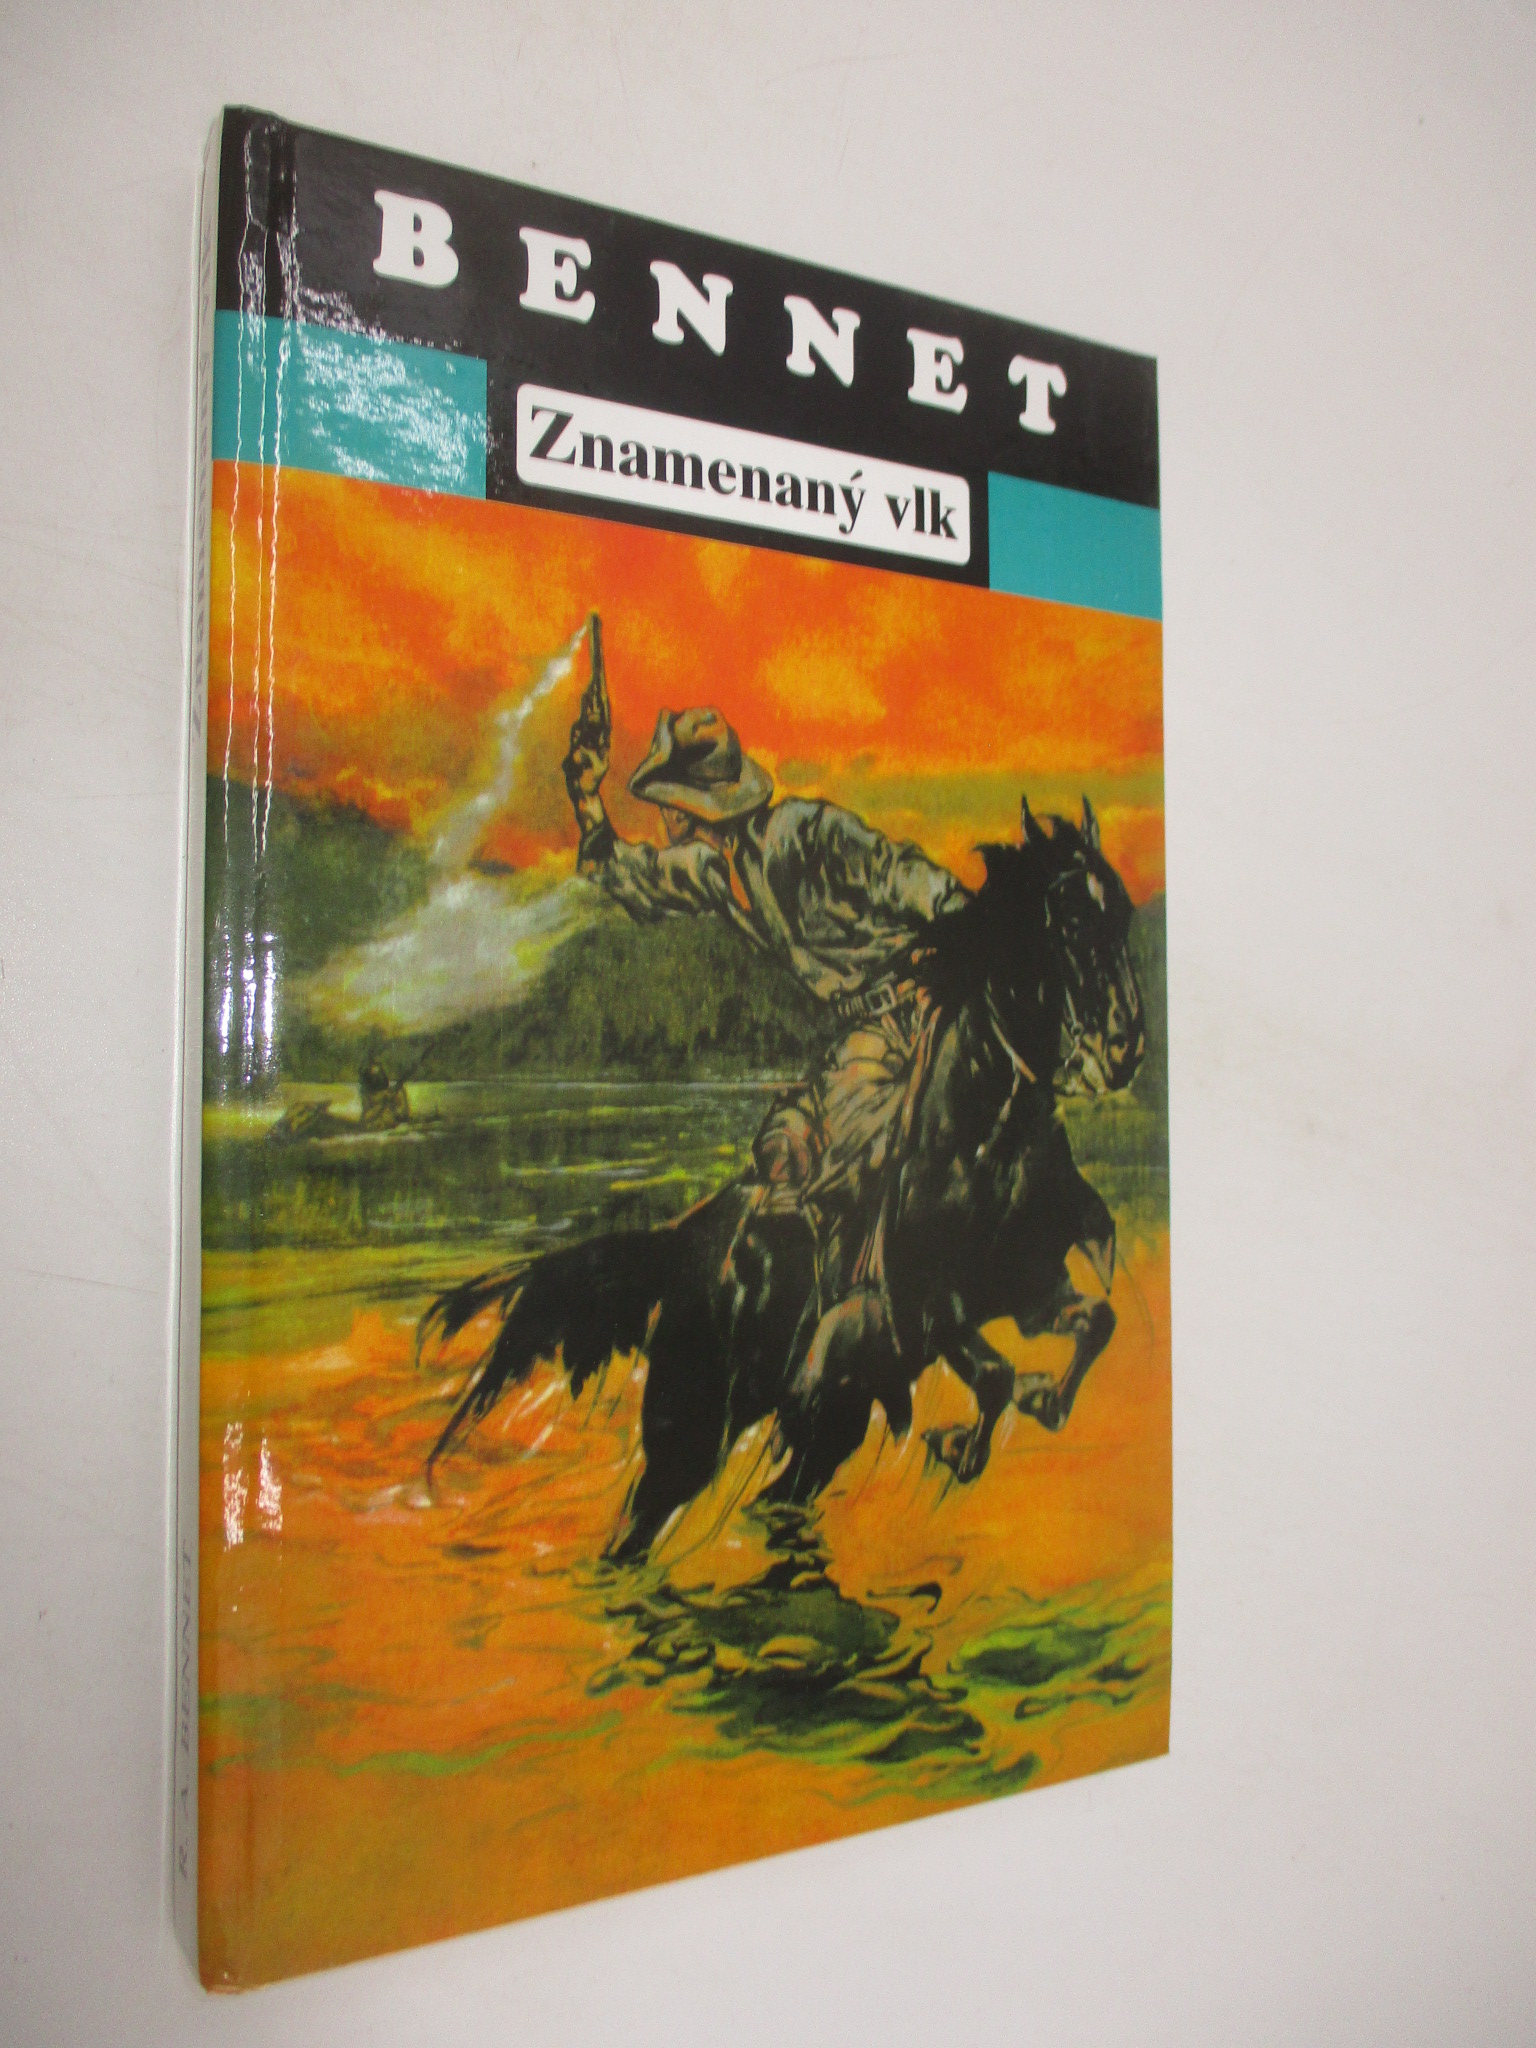 BENNET
Znamenaný vlk
R. A. BENNET